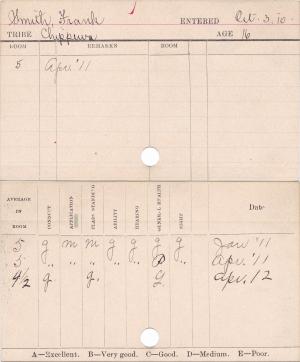 Smith, Frank ENTERED Oct-3-10-
TRIBE Chippewa AGE 16
ROOM REMARKS ROOM
5 Apr. '11
AVERAGE IN ROOM CONDUCT APPLICATION CLASS STANDING ABILITY HEARING GENERAL HEALTH SIGHT Date
5 g m m g g g g Jan '11
5 " " " " " P " Apr. '11
4/2 g. g. G Apr. 12
A—Excellent. B—Very good. C—Good. D—Medium. E—Poor.